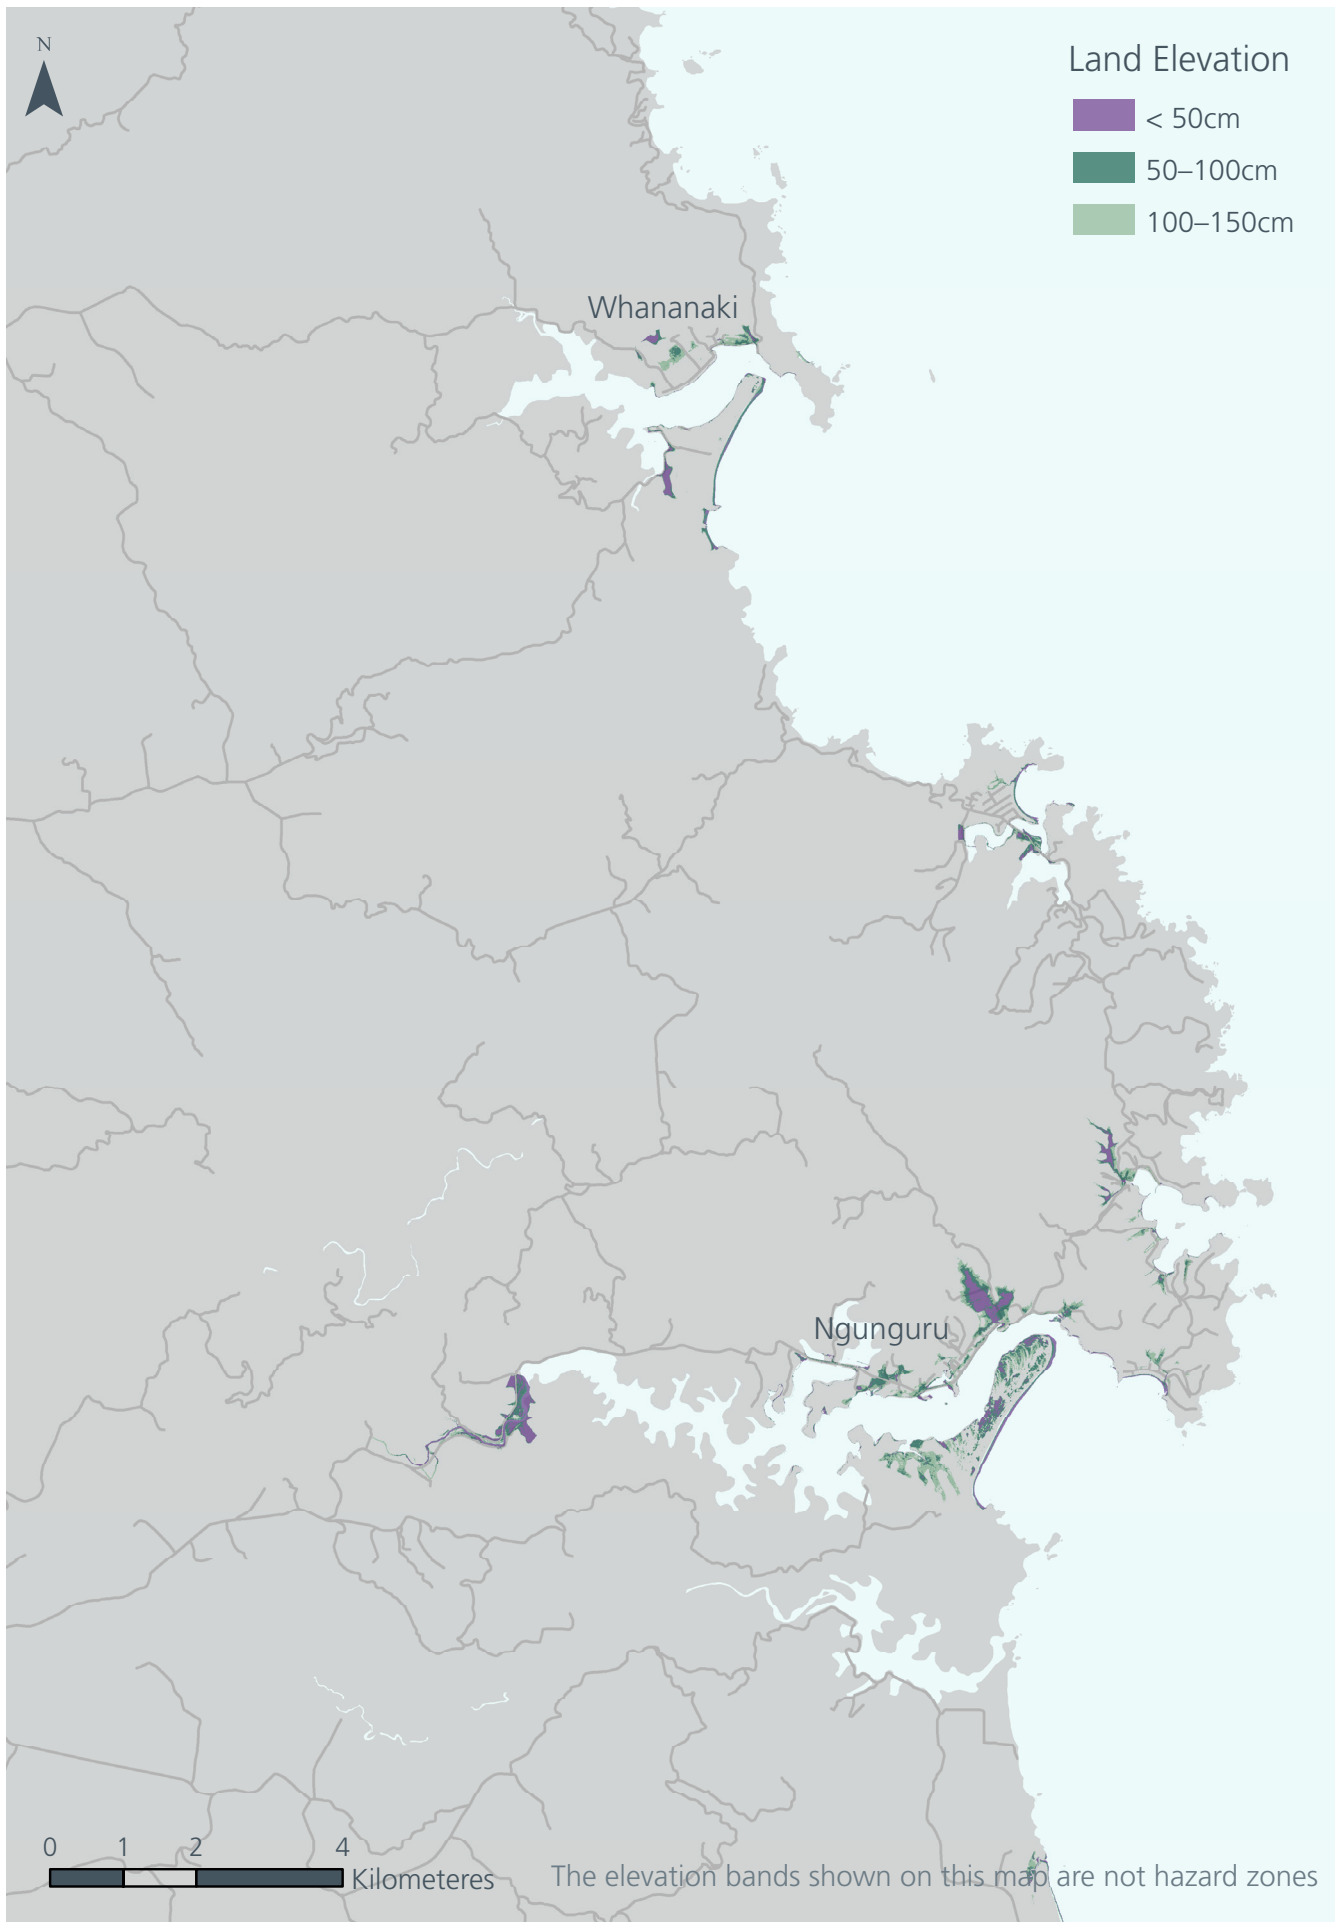 N
Land Elevation
< 50cm
50–100cm
100–150cm
Whananaki
Ngunguru
0 1 2 4
Kilometeres
The elevation bands shown on this map are not hazard zones